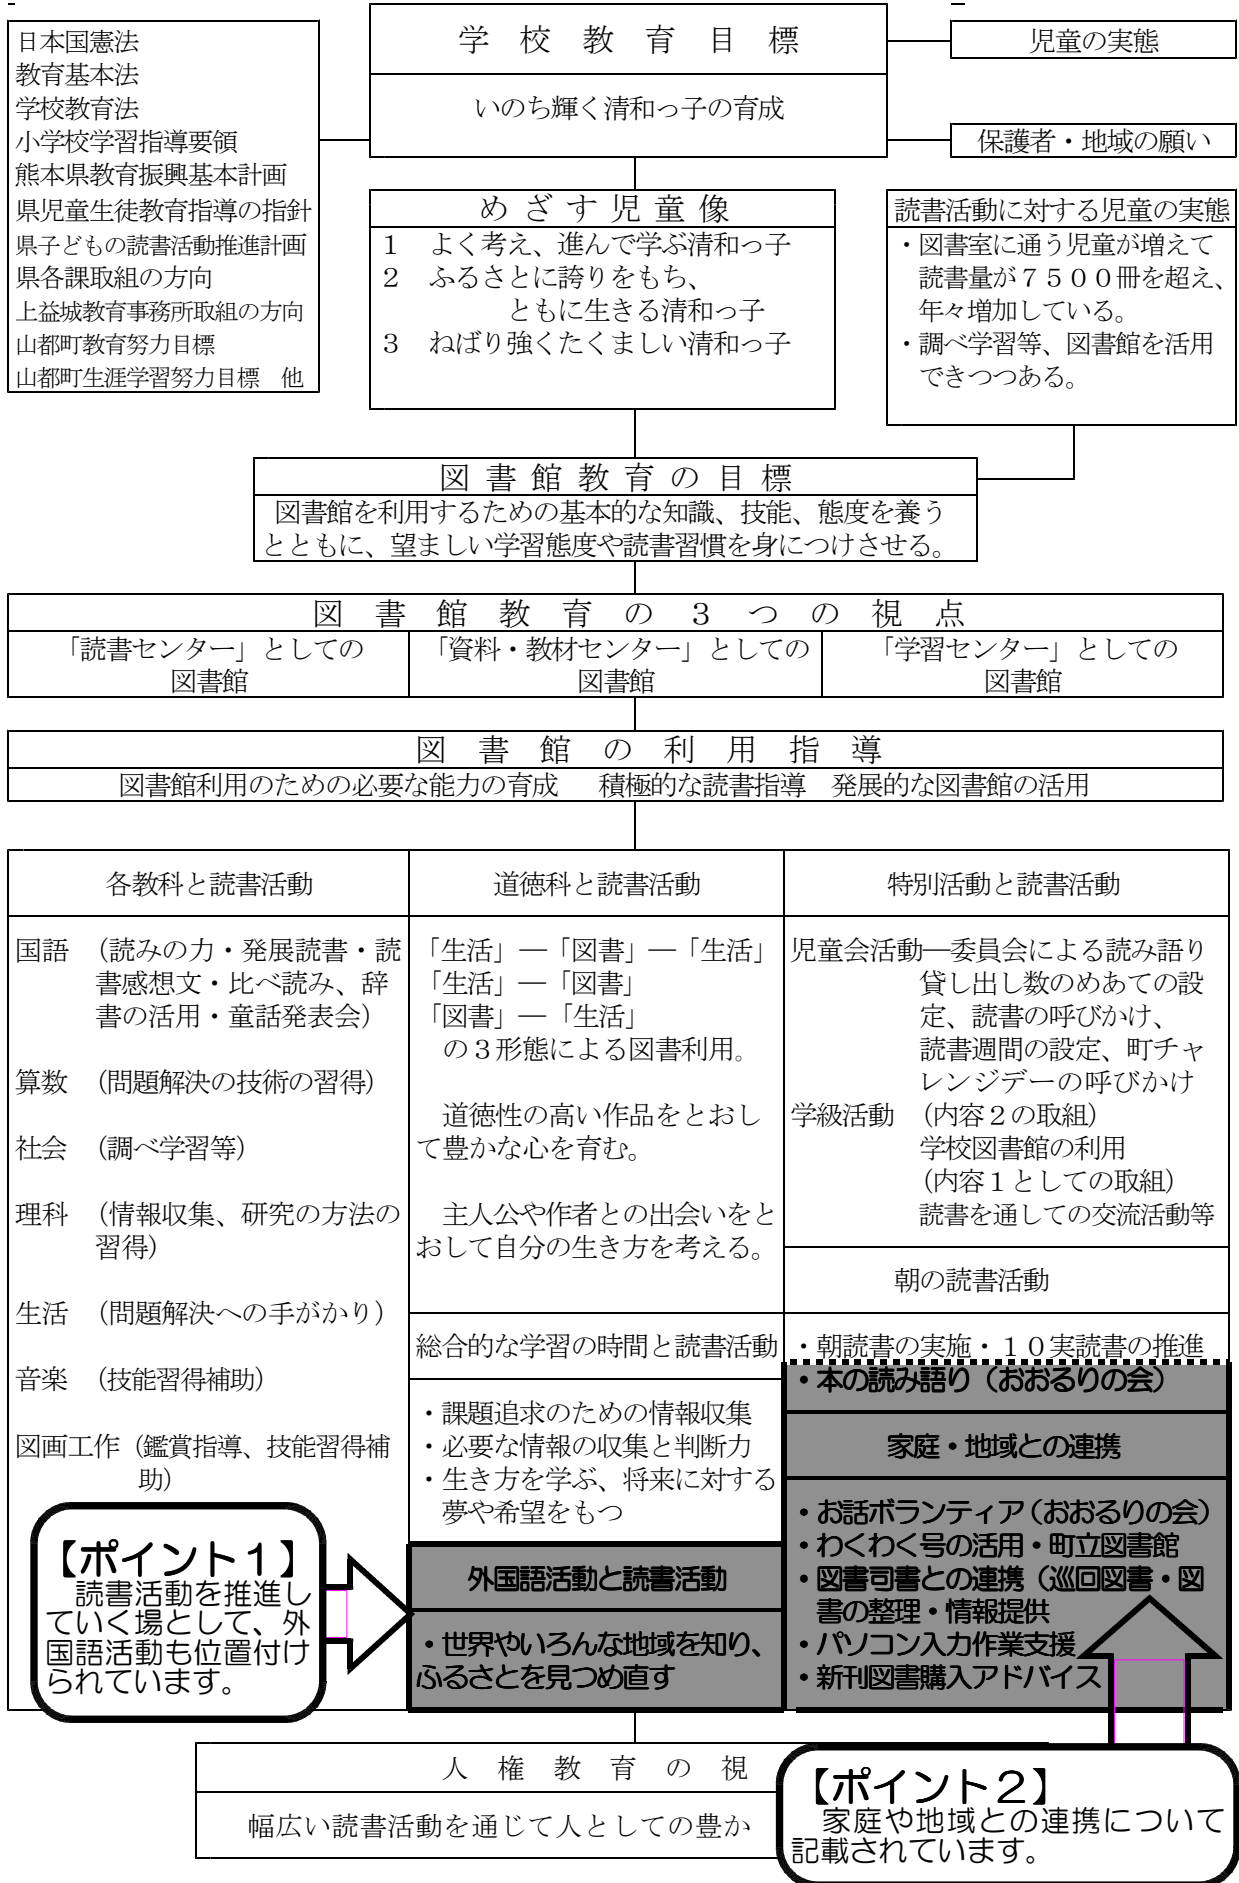 学校教育目標
いのち輝く清和っ子の育成
日本国憲法
教育基本法
学校教育法
小学校学習指導要領
熊本県教育振興基本計画
県児童生徒教育指導の指針
県子どもの読書活動推進計画
県各課取組の方向
上益城教育事務所取組の方向
山都町教育努力目標
山都町生涯学習努力目標　他
児童の実態
保護者・地域の願い
めざす児童像
１　よく考え、進んで学ぶ清和っ子
２　ふるさとに誇りをもち、
ともに生きる清和っ子
３　ねばり強くたくましい清和っ子
読書活動に対する児童の実態
・図書室に通う児童が増えて
読書量が７５００冊を超え、
年々増加している。
・調べ学習等、図書館を活用
できつつある。
図書館教育の目標
図書館を利用するための基本的な知識、技能、態度を養う
とともに、望ましい学習態度や読書習慣を身につけさせる。
図書館教育の３つの視点
「読書センター」としての
図書館
「資料・教材センター」としての
図書館
「学習センター」としての
図書館
図書館の利用指導
図書館利用のための必要な能力の育成　積極的な読書指導　発展的な図書館の活用
各教科と読書活動
国語　（読みの力・発展読書・読
書感想文・比べ読み、辞
書の活用・童話発表会）
算数　（問題解決の技術の習得）
社会　（調べ学習等）
理科　（情報収集、研究の方法の
習得）
生活　（問題解決への手がかり）
音楽　（技能習得補助）
図画工作（鑑賞指導、技能習得補
助）
【ポイント１】
読書活動を推進し
ていく場として、外
国語活動も位置付け
られています。
道徳科と読書活動
「生活」―「図書」―「生活」
「生活」―「図書」
「図書」―「生活」
の３形態による図書利用。
道徳性の高い作品をとおし
て豊かな心を育む。
主人公や作者との出会いをと
おして自分の生き方を考える。
総合的な学習の時間と読書活動
・課題追求のための情報収集
・必要な情報の収集と判断力
・生き方を学ぶ、将来に対する
夢や希望をもつ
外国語活動と読書活動
・世界やいろんな地域を知り、
ふるさとを見つめ直す
特別活動と読書活動
児童会活動―委員会による読み語り
貸し出し数のめあての設
定、読書の呼びかけ、
読書週間の設定、町チャ
レンジデーの呼びかけ
学級活動　（内容２の取組）
学校図書館の利用
（内容１としての取組）
読書を通しての交流活動等
朝の読書活動
・朝読書の実施・１０実読書の推進
・本の読み語り（おおるりの会）
家庭・地域との連携
・お話ボランティア（おおるりの会）
・わくわく号の活用・町立図書館
・図書司書との連携（巡回図書・図
書の整理・情報提供
・パソコン入力作業支援
・新刊図書購入アドバイス
人権教育の視
幅広い読書活動を通じて人としての豊か
【ポイント２】
家庭や地域との連携について
記載されています。